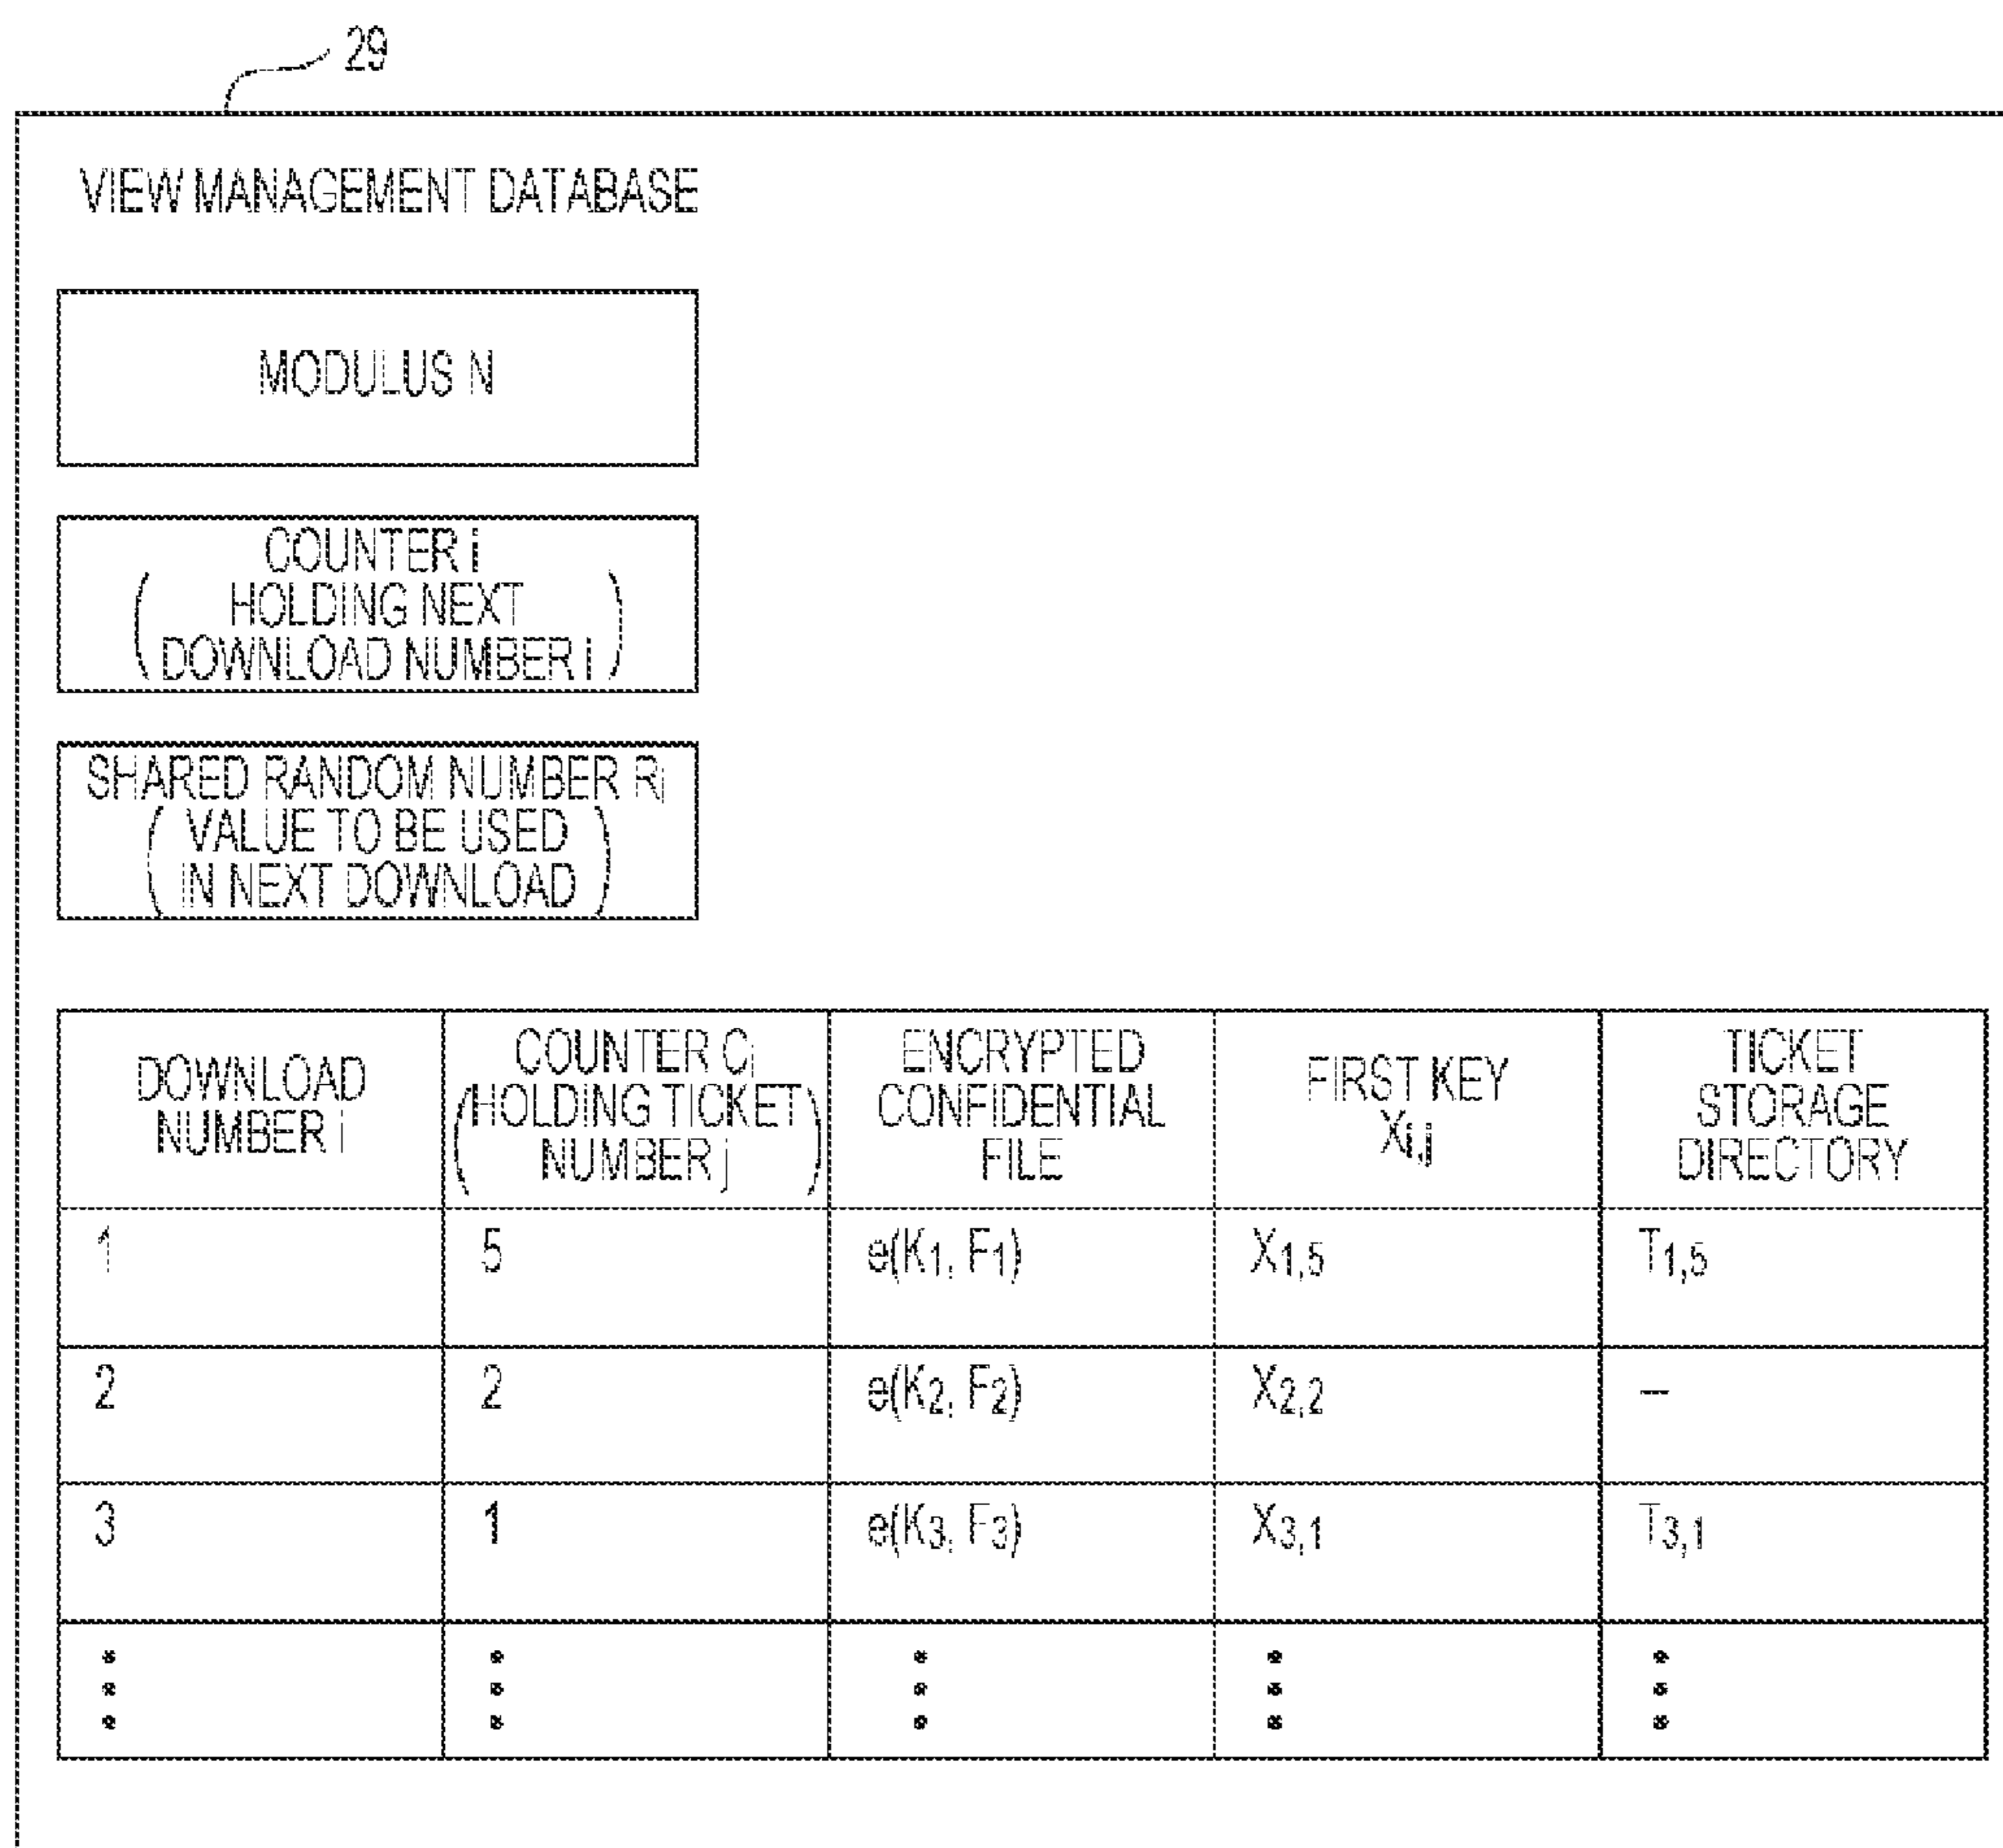 29
VIEW MANAGEMENT DATABASE
MODULUS N
COUNTER i
( HOLDING NEXT
DOWNLOAD NUMBER i )
SHARED RANDOM NUMBER Ri
( VALUE TO BE USED
IN NEXT DOWNLOAD )
DOWNLOAD
NUMBER i
COUNTER Ci
(HOLDING TICKET
NUMBER j)
ENCRYPTED
CONFIDENTIAL
FILE
FIRST KEY
Xi,j
TICKET
STORAGE
DIRECTORY
1 5 e(K1, F1) X1,5 T1,5
2 2 e(K2, F2) X2,2 —
3 1 e(K3, F3) X3,1 T3,1